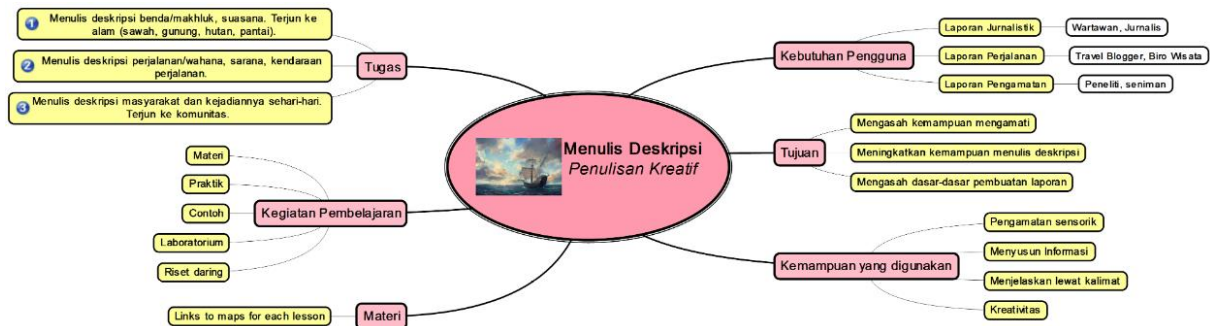 Menulis Deskripsi
Penulisan Kreatif
Tugas
1 Menulis deskripsi benda/makhluk, suasana. Terjun ke
alam (sawah, gunung, hutan, pantai).
2 Menulis deskripsi perjalanan/wahana, sarana, kendaraan
perjalanan.
3 Menulis deskripsi masyarakat dan kejadiannya sehari-hari.
Terjun ke komunitas.
Kegiatan Pembelajaran
Materi
Praktik
Contoh
Laboratorium
Riset daring
Materi
Links to maps for each lesson
Kebutuhan Pengguna
Laporan Jurnalistik
Wartawan, Jurnalis
Laporan Perjalanan
Travel Blogger, Biro Wisata
Laporan Pengamatan
Peneliti, seniman
Tujuan
Mengasah kemampuan mengamati
Meningkatkan kemampuan menulis deskripsi
Mengasah dasar-dasar pembuatan laporan
Kemampuan yang digunakan
Pengamatan sensorik
Menyusun Informasi
Menjelaskan lewat kalimat
Kreativitas